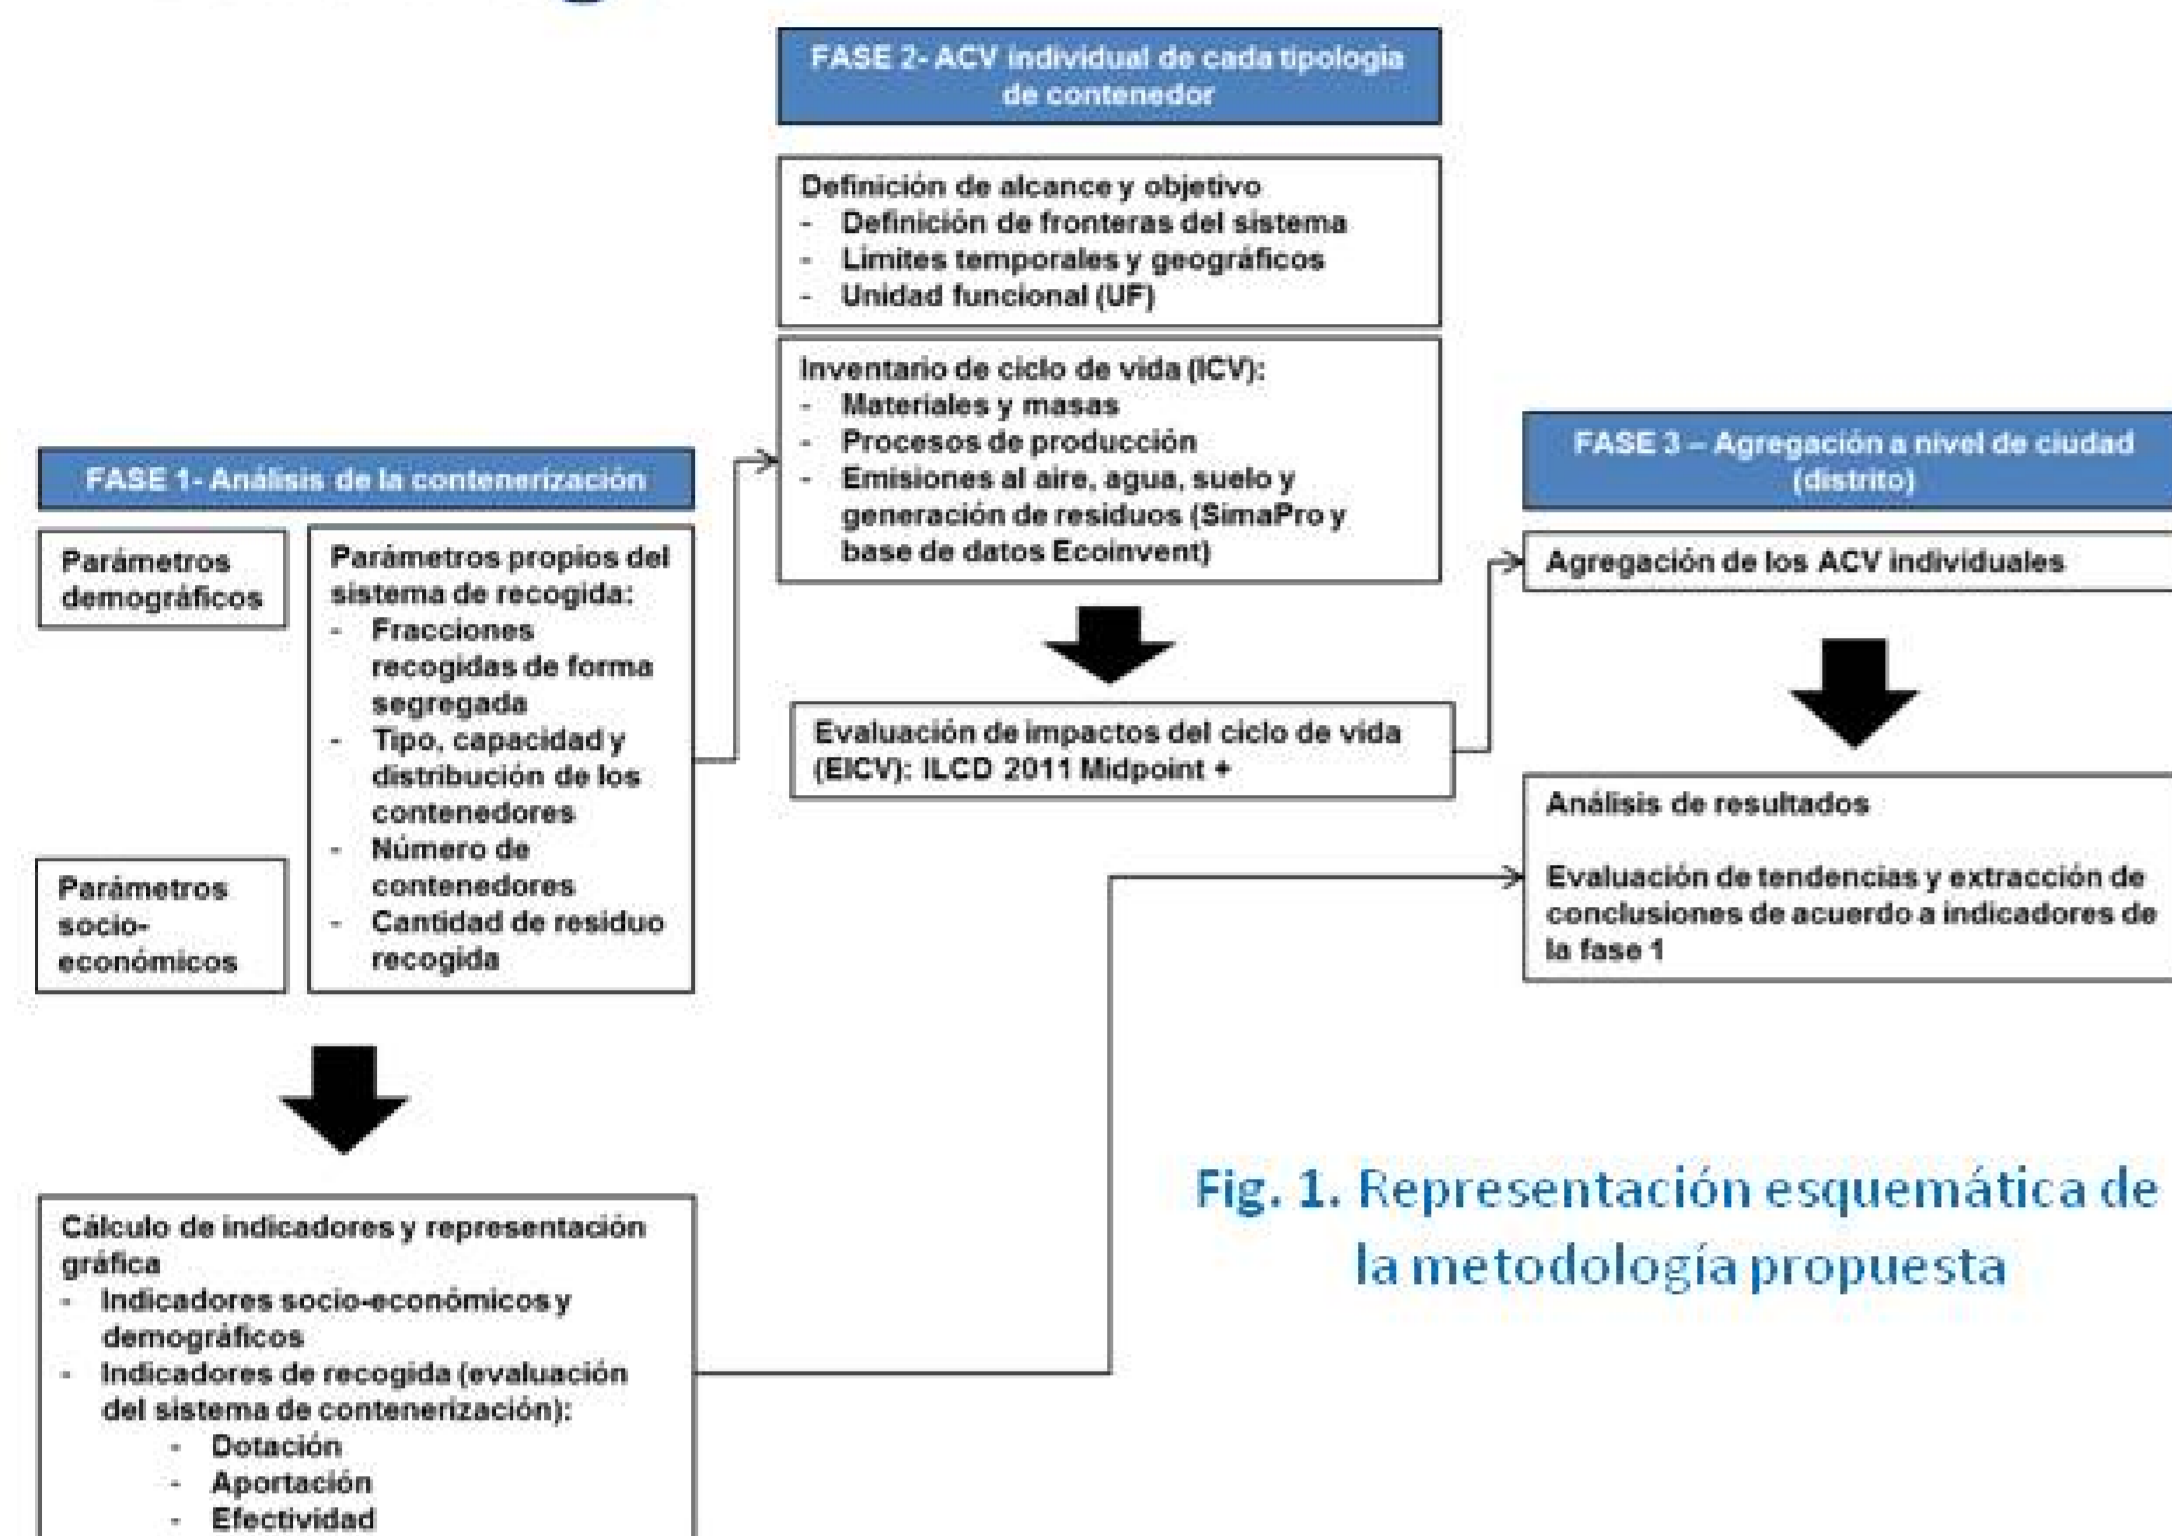 FASE 2- ACV individual de cada tipología
de contenedor
Definición de alcance y objetivo
- Definición de fronteras del sistema
- Límites temporales y geográficos
- Unidad funcional (UF)
Inventario de ciclo de vida (ICV):
- Materiales y masas
- Procesos de producción
- Emisiones al aire, agua, suelo y
generación de residuos (SimaPro y
base de datos Ecoinvent)
Evaluación de impactos del ciclo de vida
(EICV): ILCD 2011 Midpoint +
FASE 1- Análisis de la contenerización
Parámetros
demográficos
Parámetros
socio-
económicos
Parámetros propios del
sistema de recogida:
- Fracciones
recogidas de forma
segregada
- Tipo, capacidad y
distribución de los
contenedores
- Número de
contenedores
- Cantidad de residuo
recogida
Cálculo de indicadores y representación
gráfica
- Indicadores socio-económicos y
demográficos
- Indicadores de recogida (evaluación
del sistema de contenerización):
- Dotación
- Aportación
- Efectividad
FASE 3 – Agregación a nivel de ciudad
(distrito)
Agregación de los ACV individuales
Análisis de resultados
Evaluación de tendencias y extracción de
conclusiones de acuerdo a indicadores de
la fase 1
Fig. 1. Representación esquemática de
la metodología propuesta